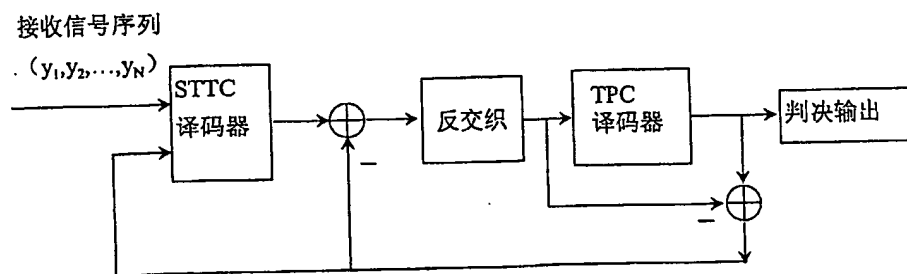 接收信号序列
（y₁,y₂,…,y_N）
STTC
译码器
反交织
TPC
译码器
判决输出